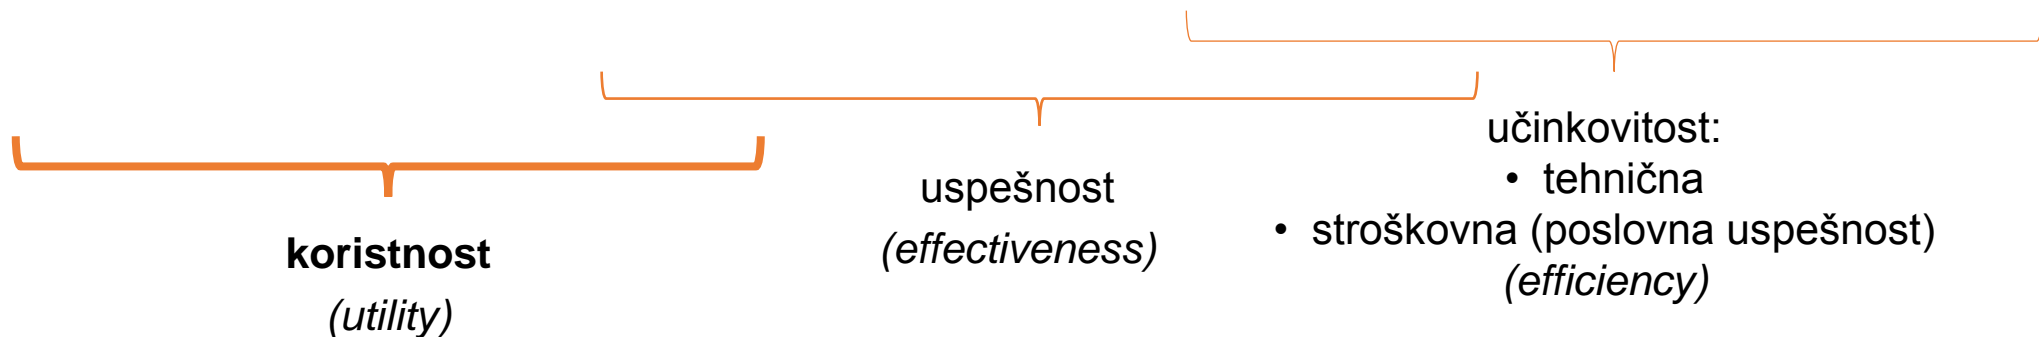 koristnost
(utility)
uspešnost
(effectiveness)
učinkovitost:
• tehnična
• stroškovna (poslovna uspešnost)
(efficiency)